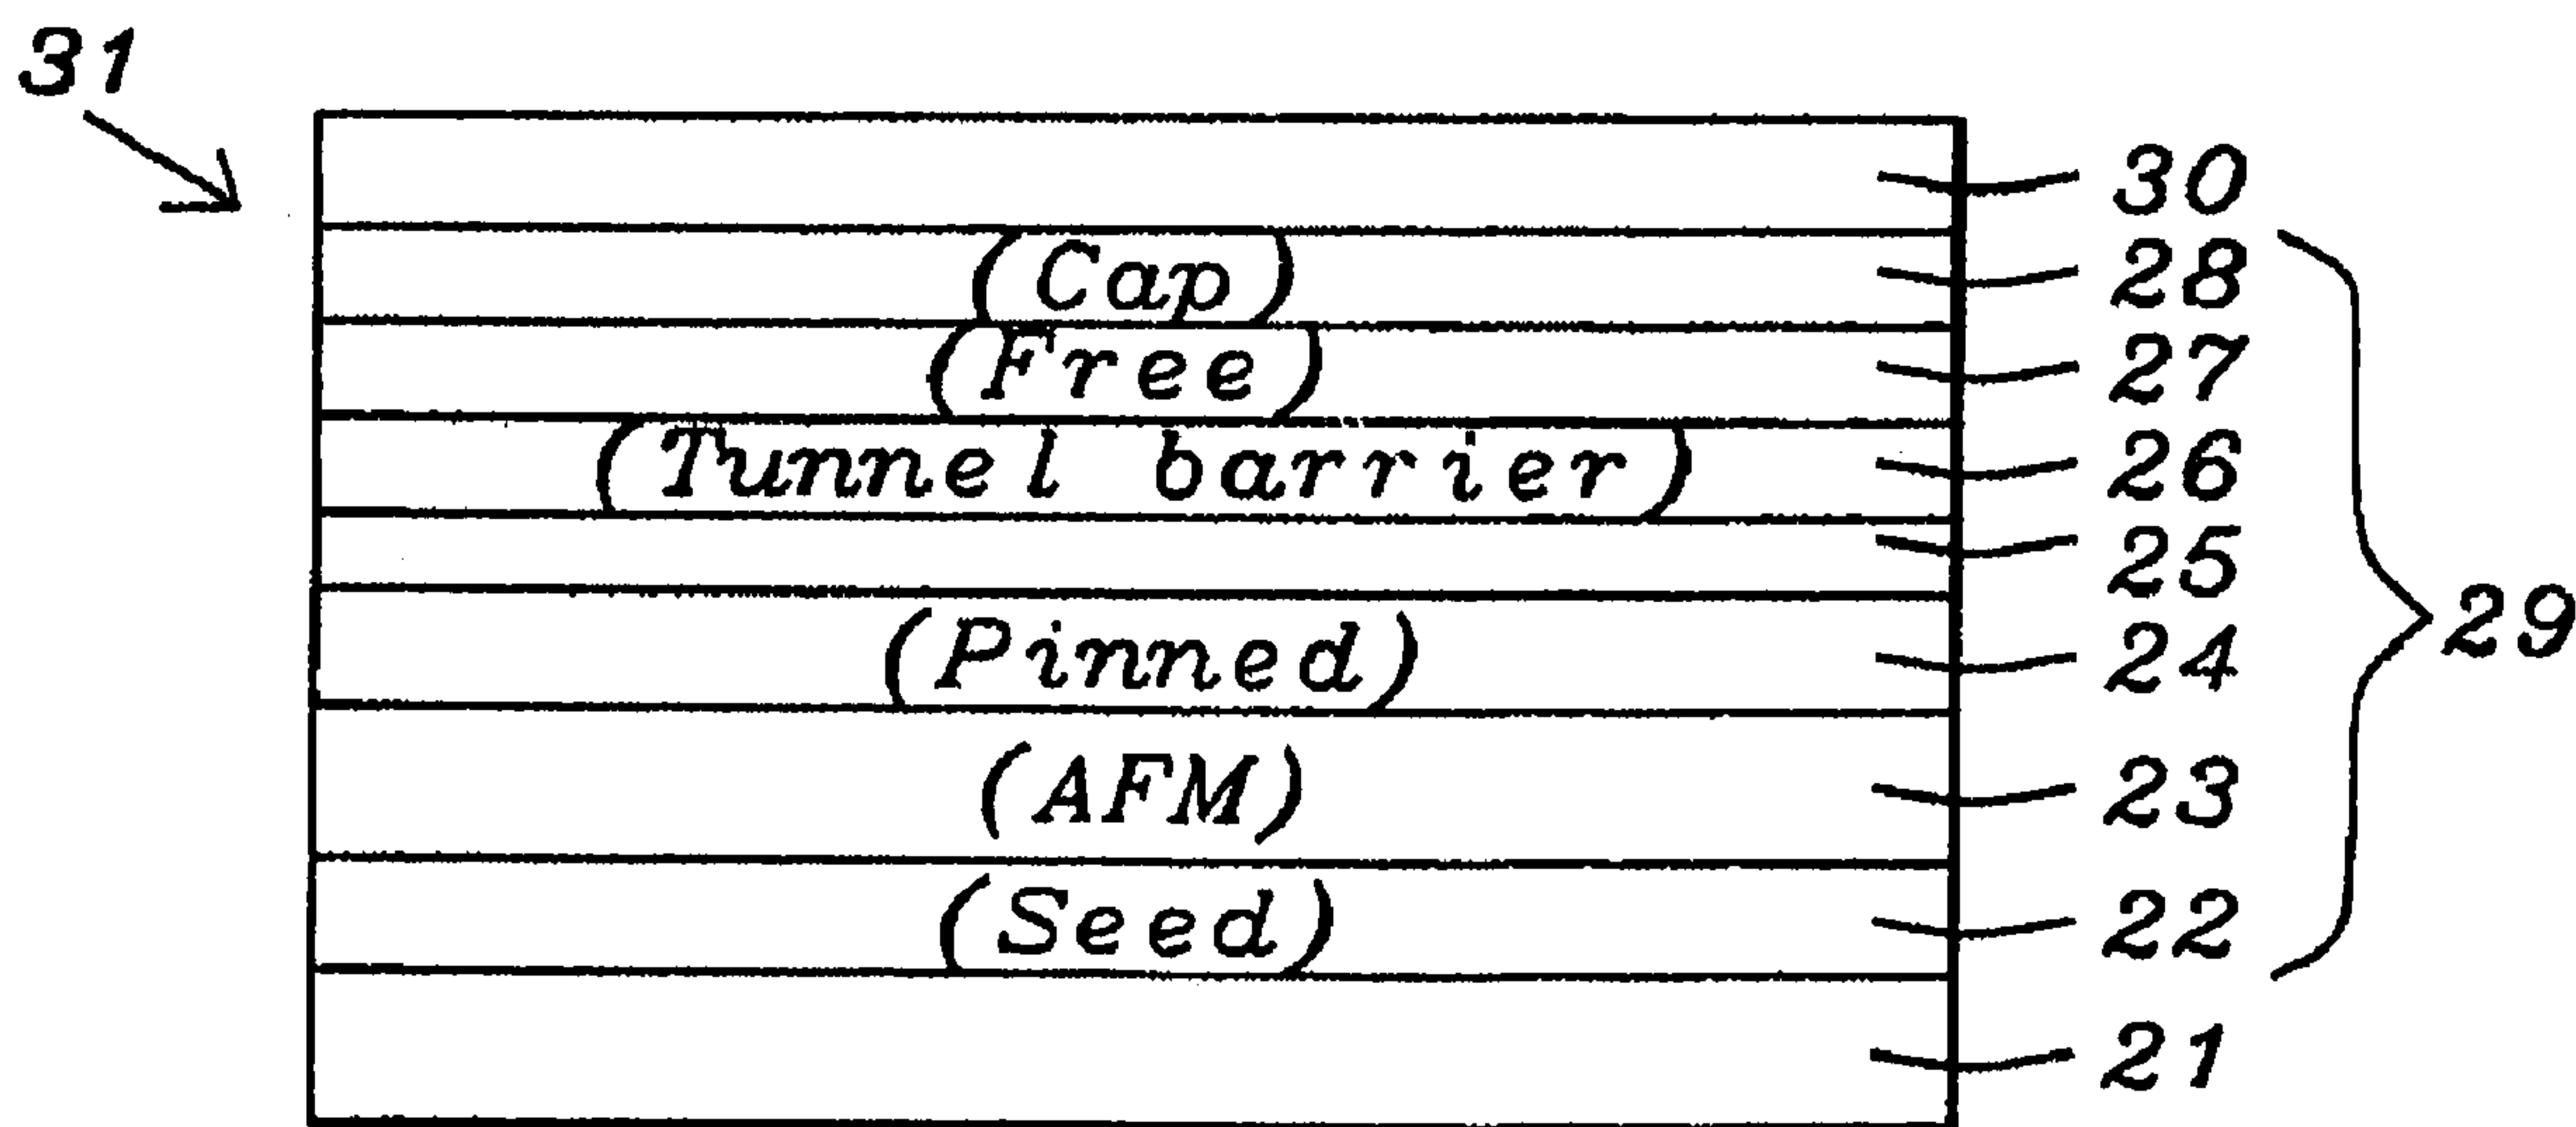 31
30
(Cap) 28
(Free) 27
(Tunnel barrier) 26
25
29
(Pinned) 24
(AFM) 23
(Seed) 22
21